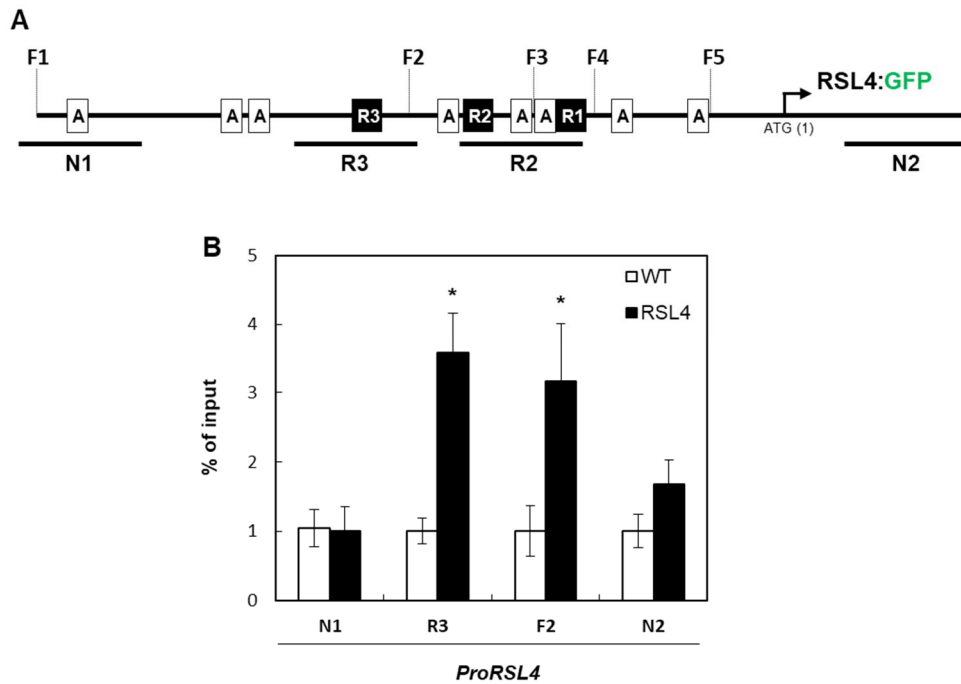 A
F1 F2 F3 F4 F5 RSL4:GFP
A A A R3 A R2 A A R1 A A
ATG (1)
N1 R3 R2 N2
B
5
WT
RSL4
*
*
4
3
2
1
0
% of input
N1 R3 F2 N2
ProRSL4